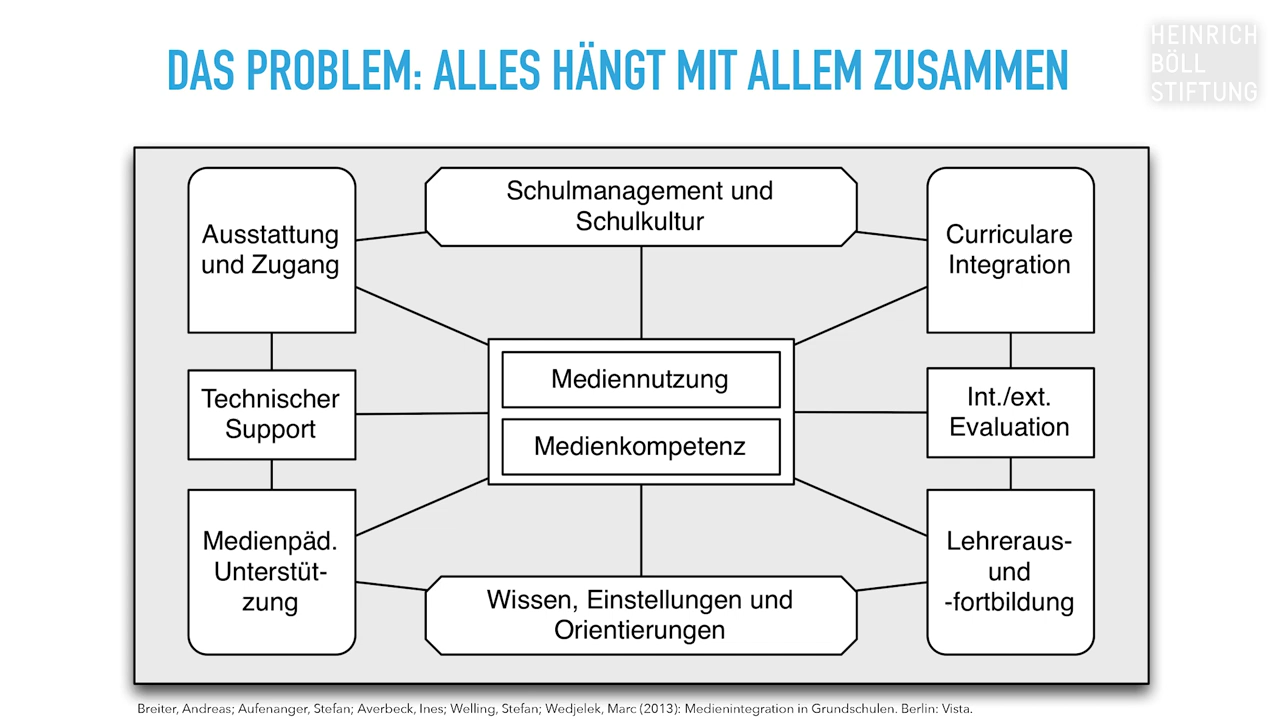 DAS PROBLEM: ALLES HÄNGT MIT ALLEM ZUSAMMEN
HEINRICH
BÖLL
STIFTUNG
Ausstattung
und Zugang
Schulmanagement und
Schulkultur
Curriculare
Integration
Mediennutzung
Medienkompetenz
Technischer
Support
Int./ext.
Evaluation
Medienpäd.
Unterstüt-
zung
Wissen, Einstellungen und
Orientierungen
Lehreraus-
und
-fortbildung
Breiter, Andreas; Aufenanger, Stefan; Averbeck, Ines; Welling, Stefan; Wedjelek, Marc (2013): Medienintegration in Grundschulen. Berlin: Vista.